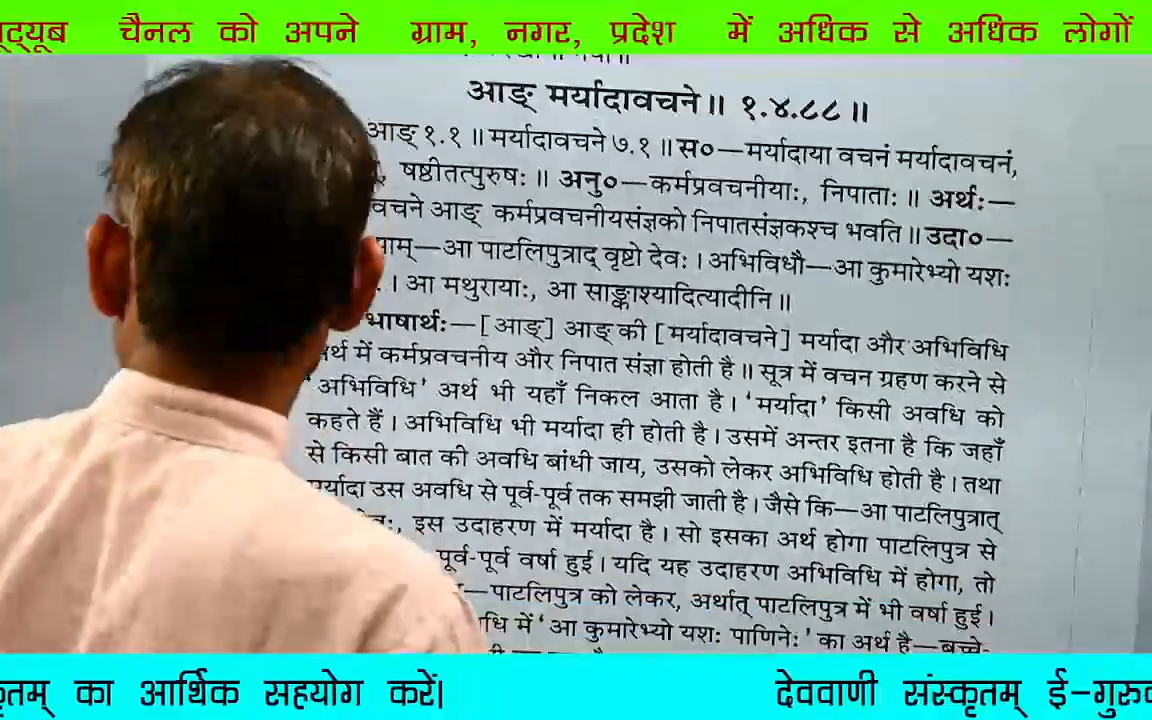 चैनल को अपने ग्राम, नगर, प्रदेश में अधिक से अधिक लोगों
आङ् मर्यादावचने॥ १.४.८८॥
आङ् १.१॥ मर्यादावचने ७.१॥ स०—मर्यादाया वचनं मर्यादावचनं,
षष्ठीतत्पुरुषः॥ अनु०—कर्मप्रवचनीयाः, निपाताः॥ अर्थः—
वचने आङ् कर्मप्रवचनीयसंज्ञको निपातसंज्ञकश्च भवति॥ उदा०—
आ पाटलिपुत्राद् वृष्टो देवः। अभिविधौ—आ कुमारेभ्यो यशः
। आ मथुरायाः, आ साङ्काश्यादित्यादीनि॥
भाषार्थः—[आङ्] आङ् की [मर्यादावचने] मर्यादा और अभिविधि
अर्थ में कर्मप्रवचनीय और निपात संज्ञा होती है॥ सूत्र में वचन ग्रहण करने से
'अभिविधि' अर्थ भी यहाँ निकल आता है। 'मर्यादा' किसी अवधि को
कहते हैं। अभिविधि भी मर्यादा ही होती है। उसमें अन्तर इतना है कि जहाँ
से किसी बात की अवधि बांधी जाय, उसको लेकर अभिविधि होती है। तथा
मर्यादा उस अवधि से पूर्व-पूर्व तक समझी जाती है। जैसे कि—आ पाटलिपुत्रात्
इस उदाहरण में मर्यादा है। सो इसका अर्थ होगा पाटलिपुत्र से
पूर्व-पूर्व वर्षा हुई। यदि यह उदाहरण अभिविधि में होगा, तो
—पाटलिपुत्र को लेकर, अर्थात् पाटलिपुत्र में भी वर्षा हुई।
में 'आ कुमारेभ्यो यशः पाणिनेः' का अर्थ है—बच्चे-
का आर्थिक सहयोग करें। देववाणी संस्कृतम्